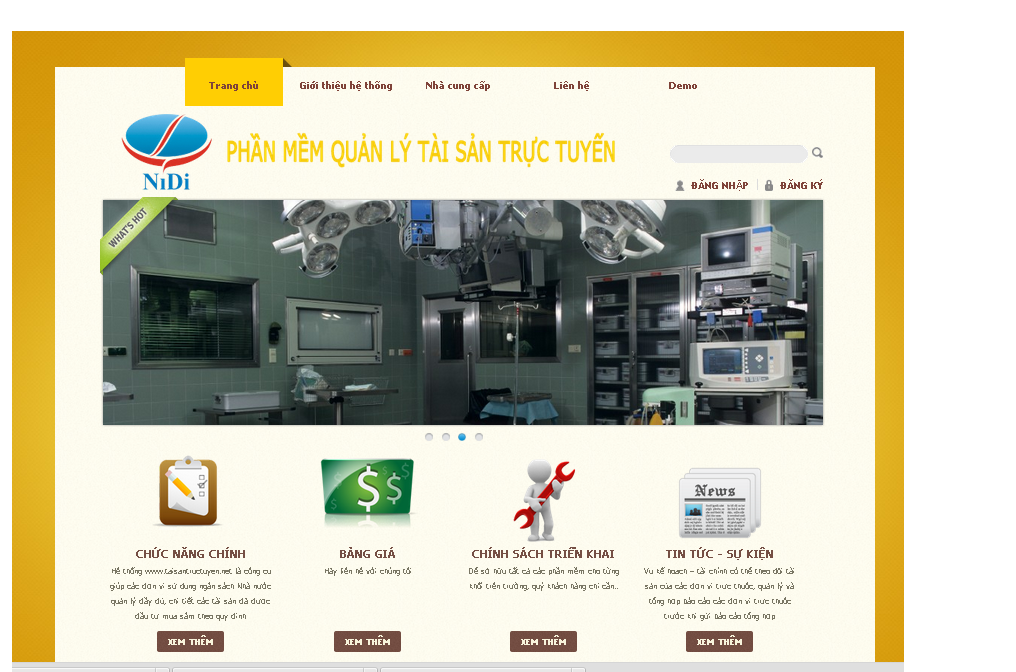 Trang chủ
Giới thiệu hệ thống
Nhà cung cấp
Liên hệ
Demo
NiDi
PHẦN MỀM QUẢN LÝ TÀI SẢN TRỰC TUYẾN
ĐĂNG NHẬP
ĐĂNG KÝ
WHAT'S HOT
News
CHỨC NĂNG CHÍNH
Hệ thống www.taisantructuyen.net là công cụ
giúp các đơn vị sử dụng ngân sách Nhà nước
quản lý đầy đủ, chi tiết các tài sản đã được
đầu tư mua sắm theo quy định
XEM THÊM
BẢNG GIÁ
Hãy liên hệ với chúng tôi
XEM THÊM
CHÍNH SÁCH TRIỂN KHAI
Để sở hữu tất cả các phần mềm cho từng
khối tiến trường, quý khách hàng chỉ cần..
XEM THÊM
TIN TỨC - SỰ KIỆN
Vụ kế hoạch – tài chính có thể theo dõi tài
sản của các đơn vị trực thuộc, quản lý và
tổng hợp báo cáo các đơn vị trực thuộc
trước khi gửi báo cáo tổng hợp
XEM THÊM